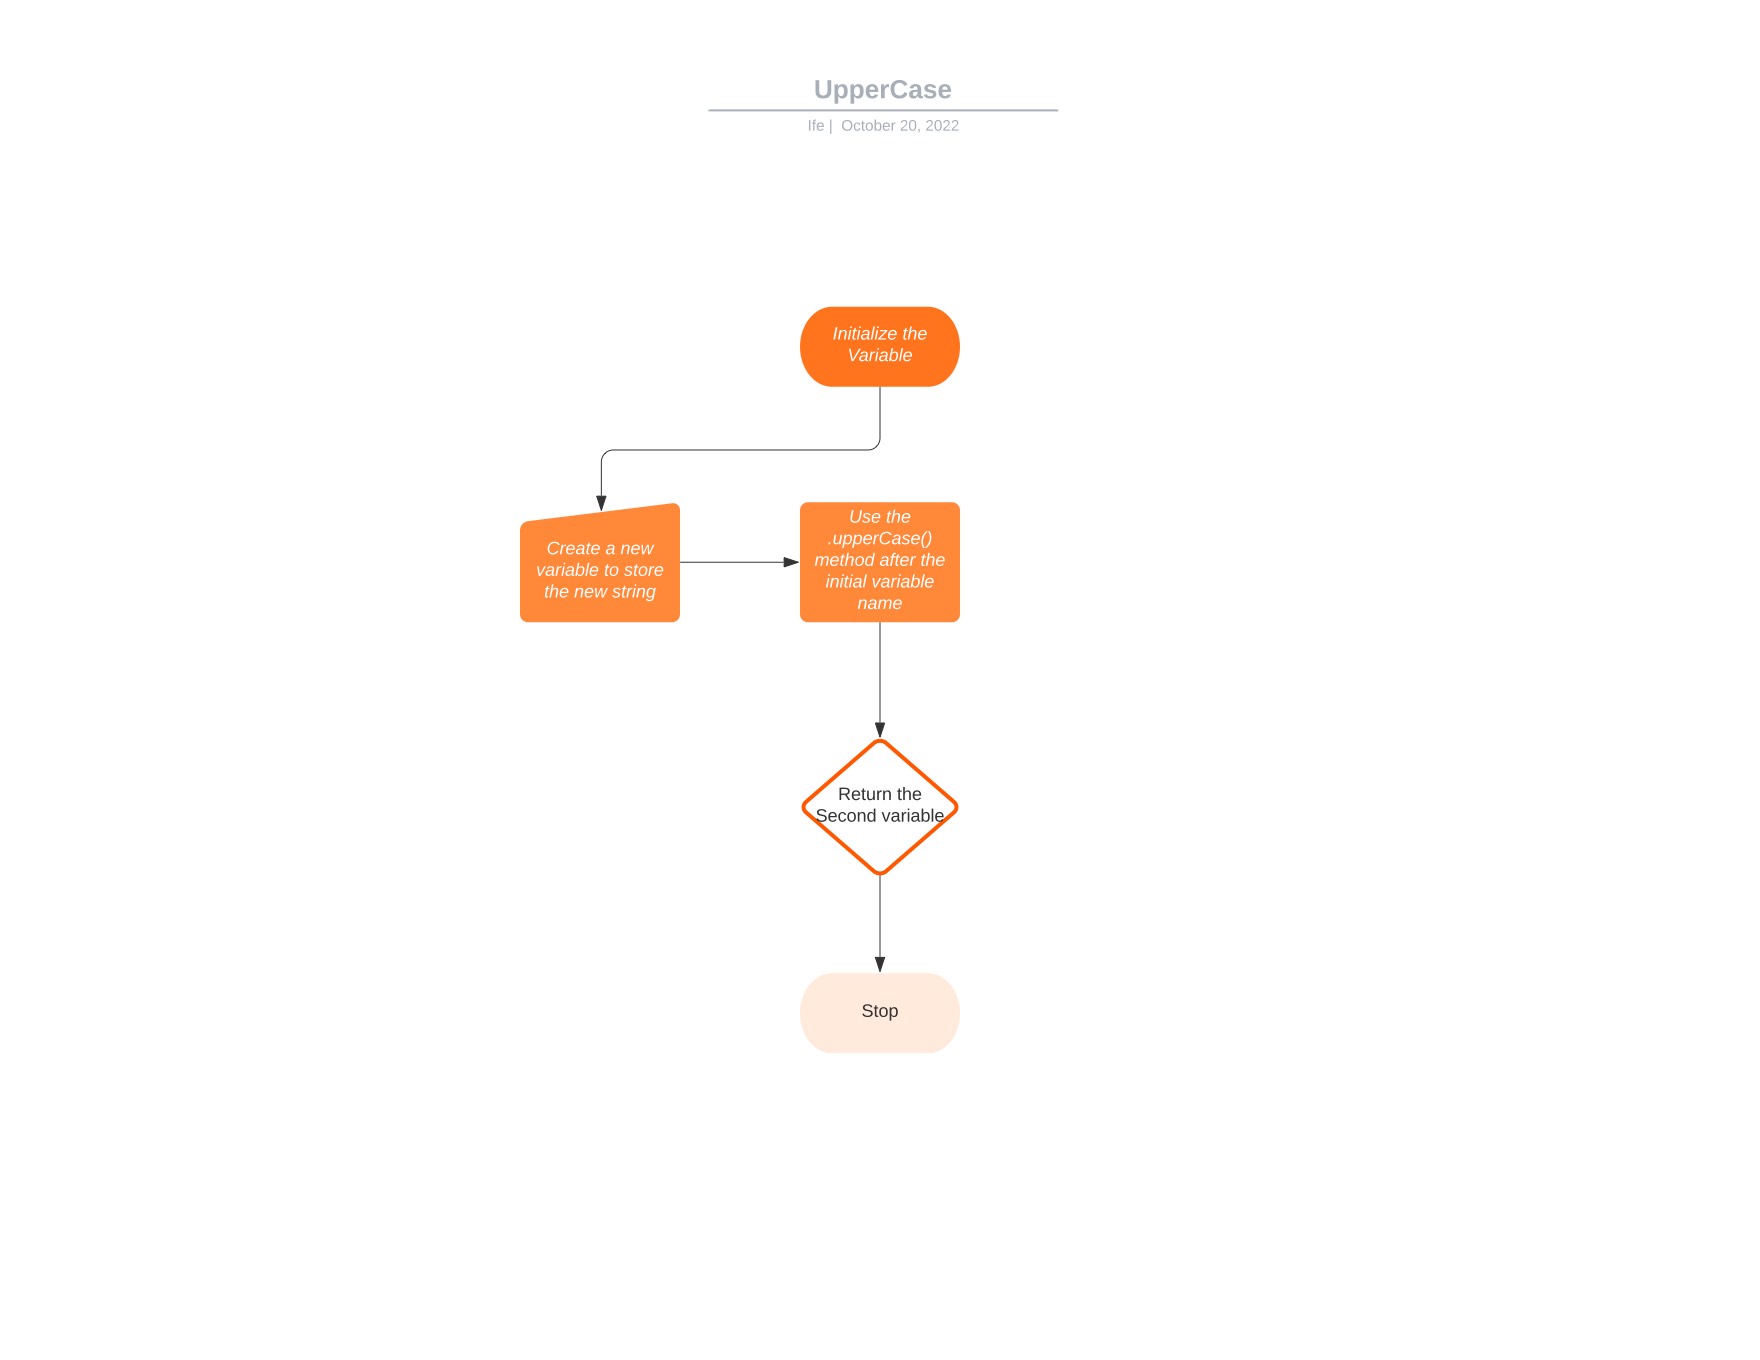 UpperCase
Ife | October 20, 2022
Initialize the
Variable
Create a new
variable to store
the new string
Use the
.upperCase()
method after the
initial variable
name
Return the
Second variable
Stop